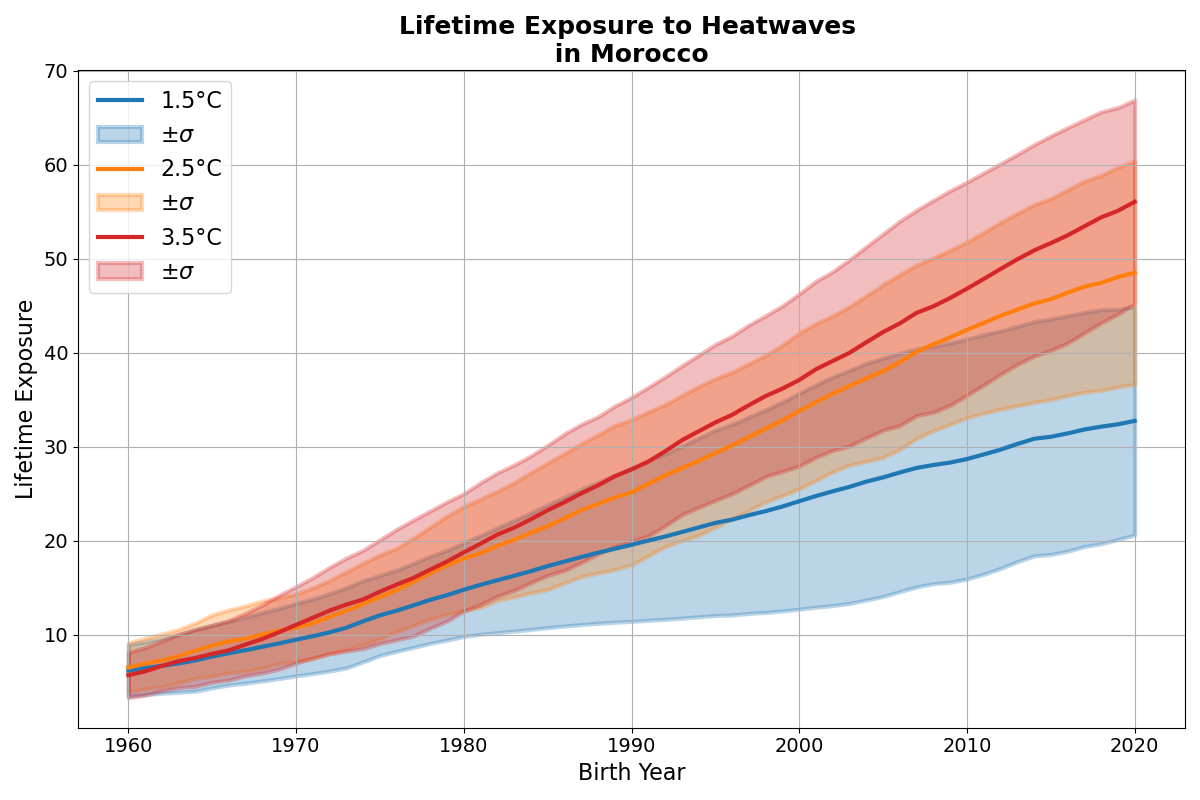 Lifetime Exposure to Heatwaves
in Morocco
70
60
50
40
30
20
10
Lifetime Exposure
1.5°C
±σ
2.5°C
±σ
3.5°C
±σ
1960 1970 1980 1990 2000 2010 2020
Birth Year